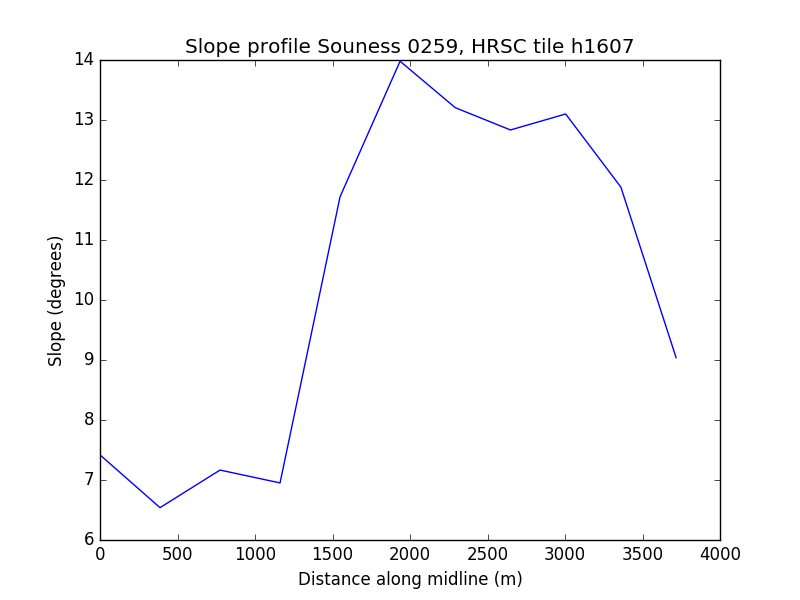 Slope profile Souness 0259, HRSC tile h1607
14
13
12
11
10
9
8
7
6
Slope (degrees)
0 500 1000 1500 2000 2500 3000 3500 4000
Distance along midline (m)